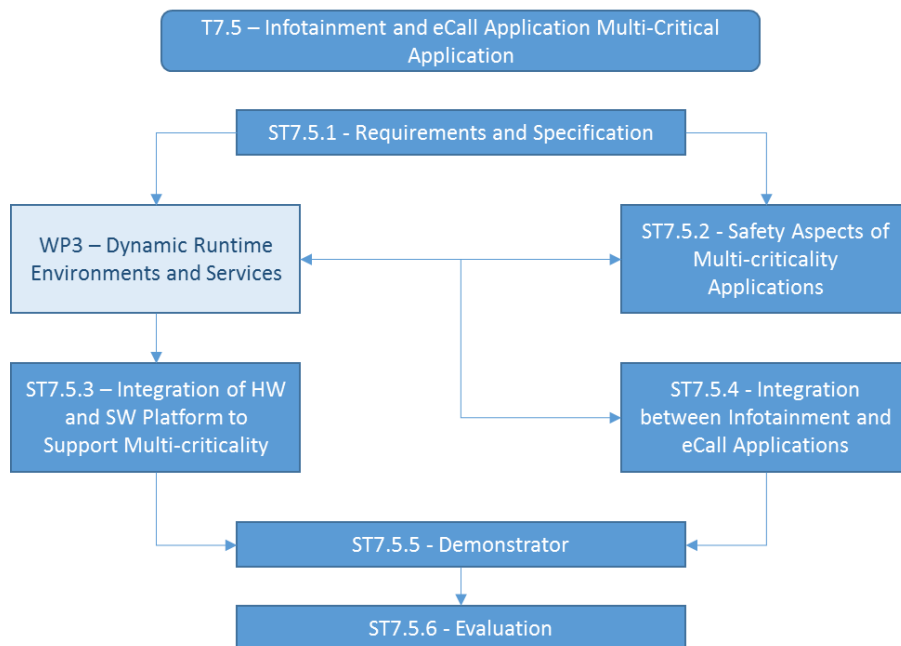 T7.5 – Infotainment and eCall Application Multi-Critical
Application
ST7.5.1 - Requirements and Specification
WP3 – Dynamic Runtime
Environments and Services
ST7.5.2 - Safety Aspects of
Multi-criticality
Applications
ST7.5.3 – Integration of HW
and SW Platform to
Support Multi-criticality
ST7.5.4 - Integration
between Infotainment and
eCall Applications
ST7.5.5 - Demonstrator
ST7.5.6 - Evaluation